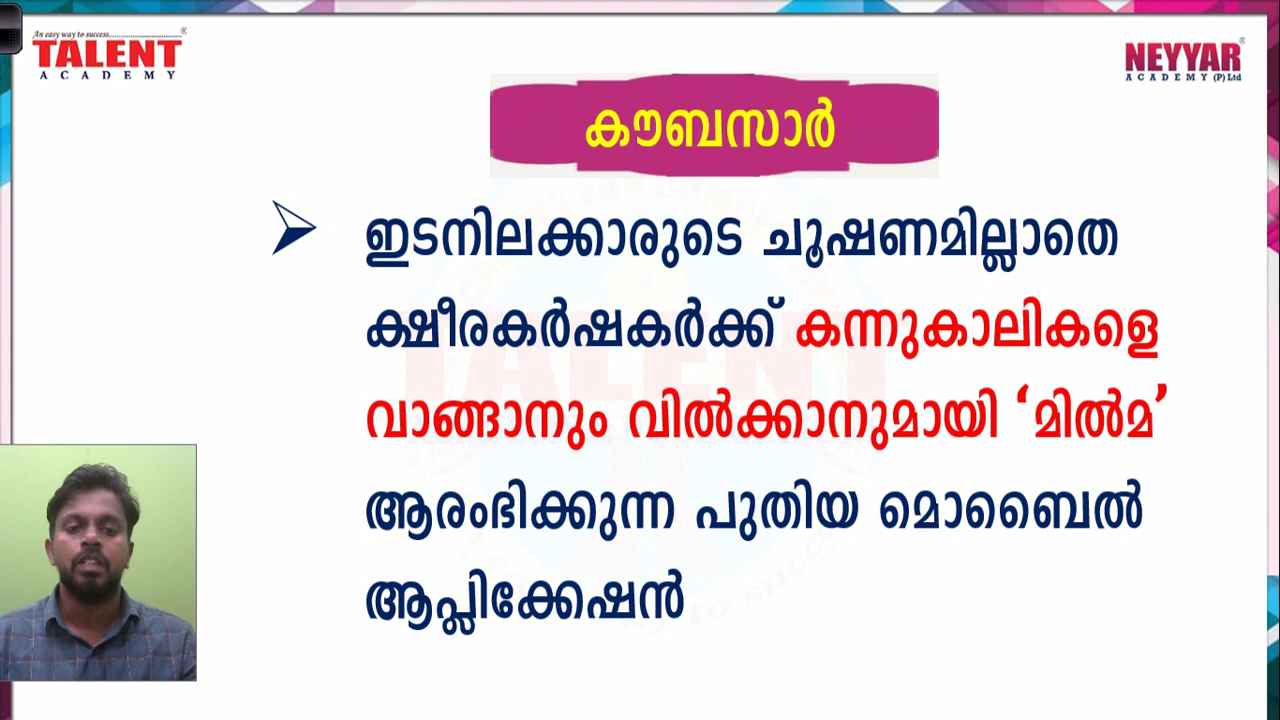 An easy way to success
TALENT
ACADEMY
NEYYAR
ACADEMY (P) Ltd
കൗബസാർ
ഇടനിലക്കാരുടെ ചൂഷണമില്ലാതെ
ക്ഷീരകർഷകർക്ക് കന്നുകാലികളെ
വാങ്ങാനും വിൽക്കാനുമായി ‘മിൽമ’
ആരംഭിക്കുന്ന പുതിയ മൊബൈൽ
ആപ്ലിക്കേഷൻ